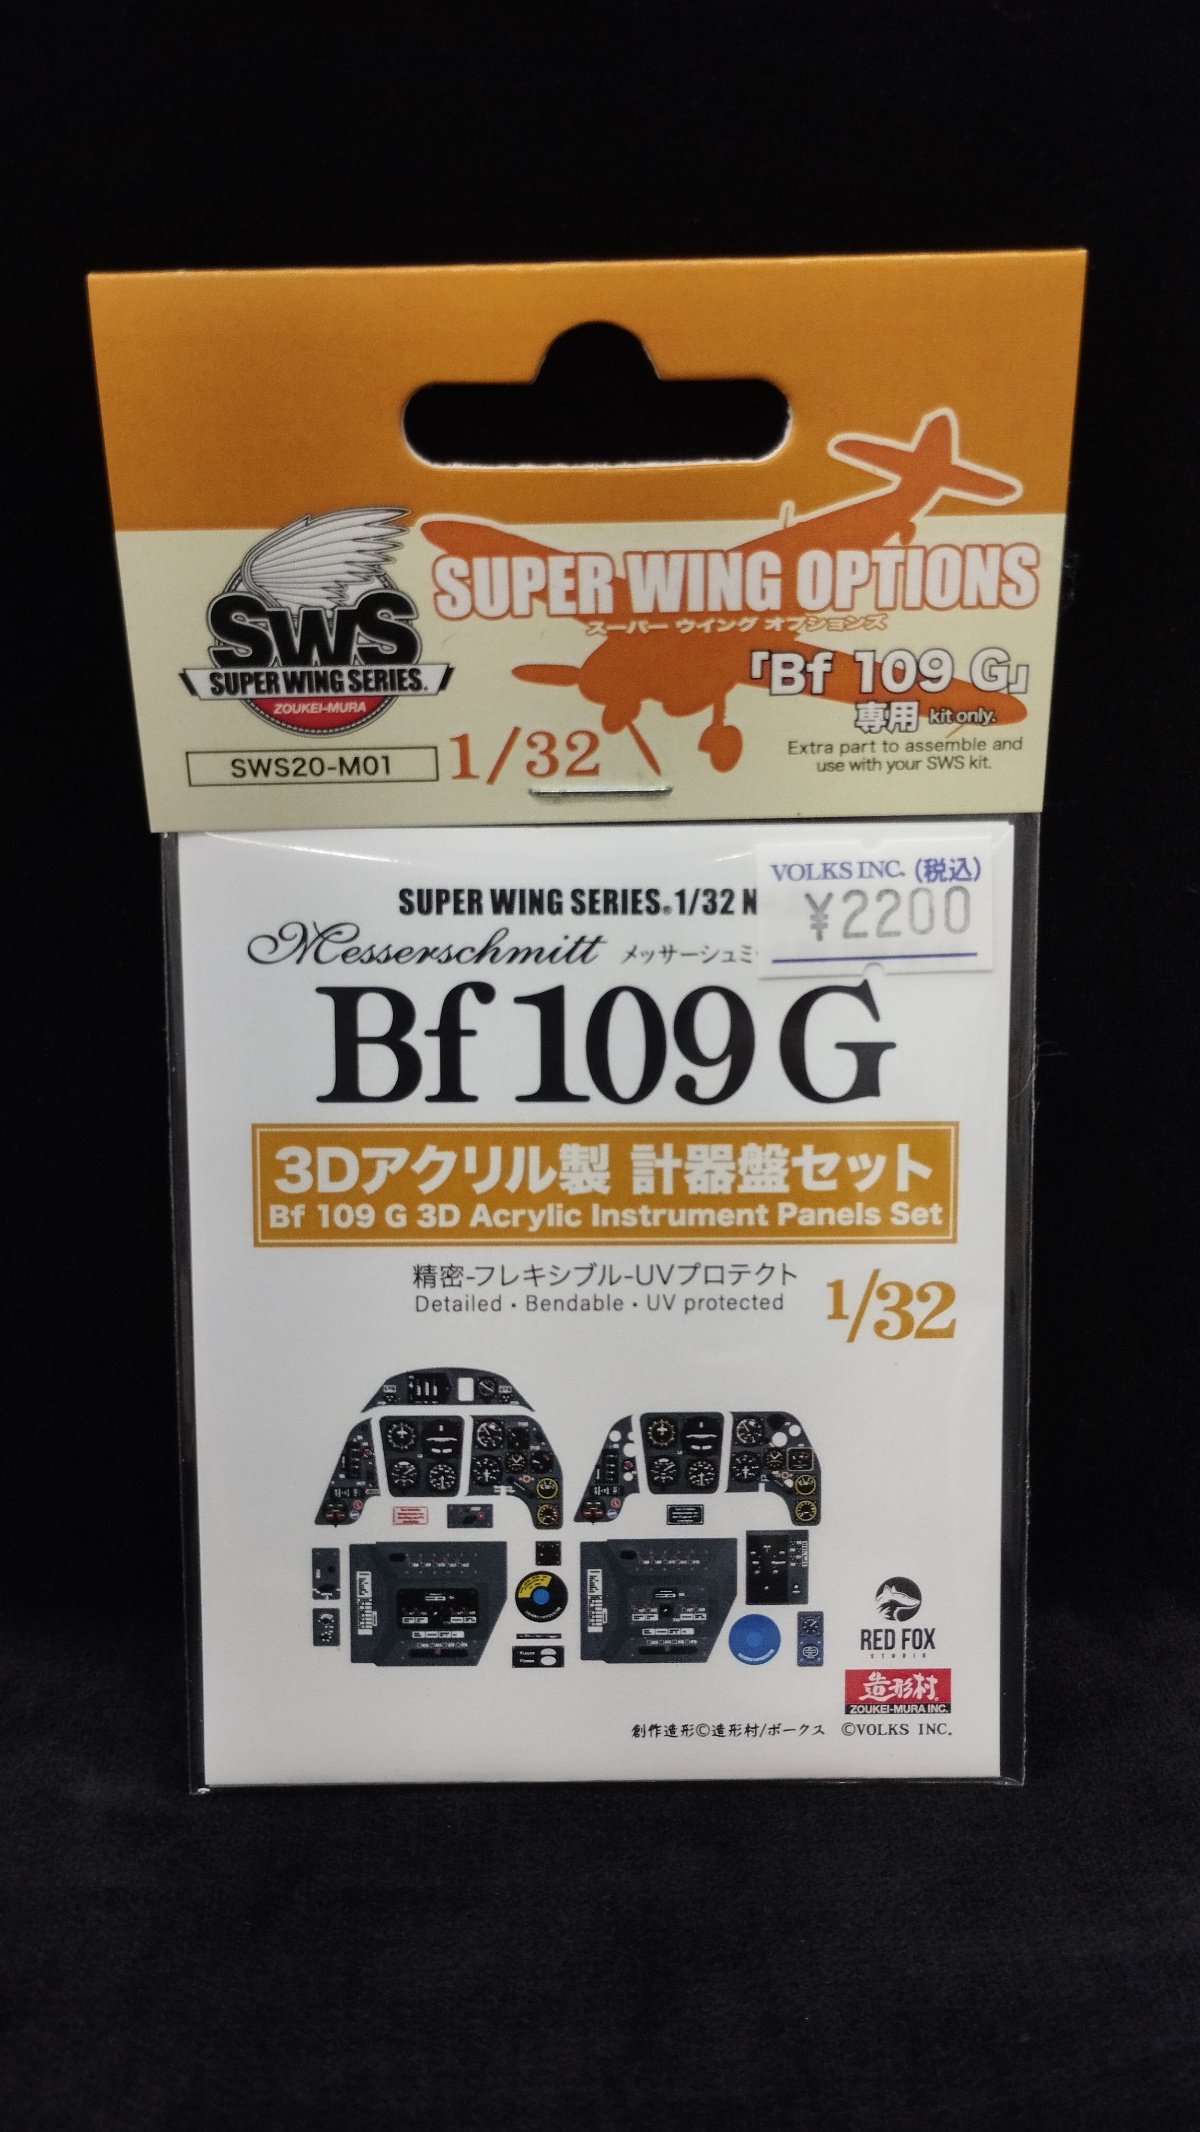 SUPER WING OPTIONS
スーパー ウイング オプションズ
SWS
SUPER WING SERIES.
ZOUKEI-MURA
「Bf 109 G」
専用 kit only.
SWS20-M01
1/32
Extra part to assemble and
use with your SWS kit.
VOLKS INC. (税込)
¥2200
SUPER WING SERIES® 1/32 N
Messerschmitt メッサーシュミ
Bf 109 G
3Dアクリル製 計器盤セット
Bf 109 G 3D Acrylic Instrument Panels Set
精密-フレキシブル-UVプロテクト
Detailed・Bendable・UV protected
1/32
RED FOX
STUDIO
造形村®
ZOUKEI-MURA INC.
創作造形©造形村/ボークス ©VOLKS INC.